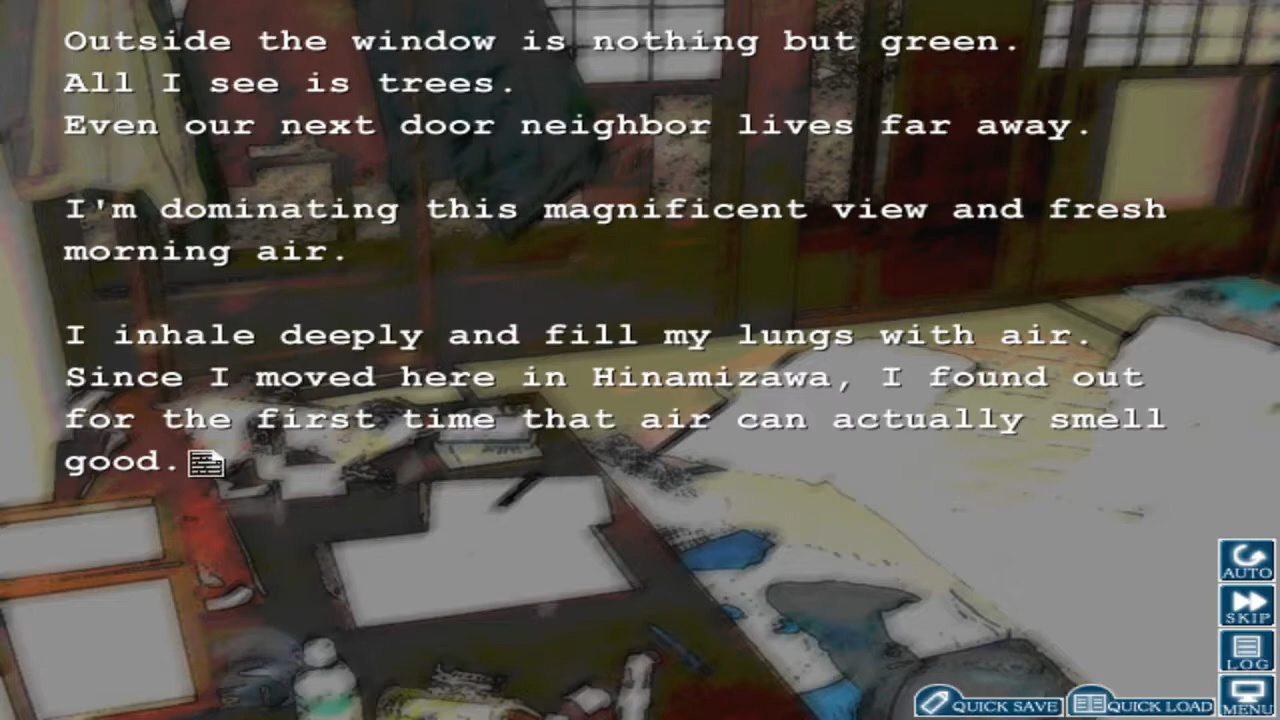 Outside the window is nothing but green.
All I see is trees.
Even our next door neighbor lives far away.
I'm dominating this magnificent view and fresh
morning air.
I inhale deeply and fill my lungs with air.
Since I moved here in Hinamizawa, I found out
for the first time that air can actually smell
good.
AUTO
SKIP
LOG
QUICK SAVE
QUICK LOAD
MENU